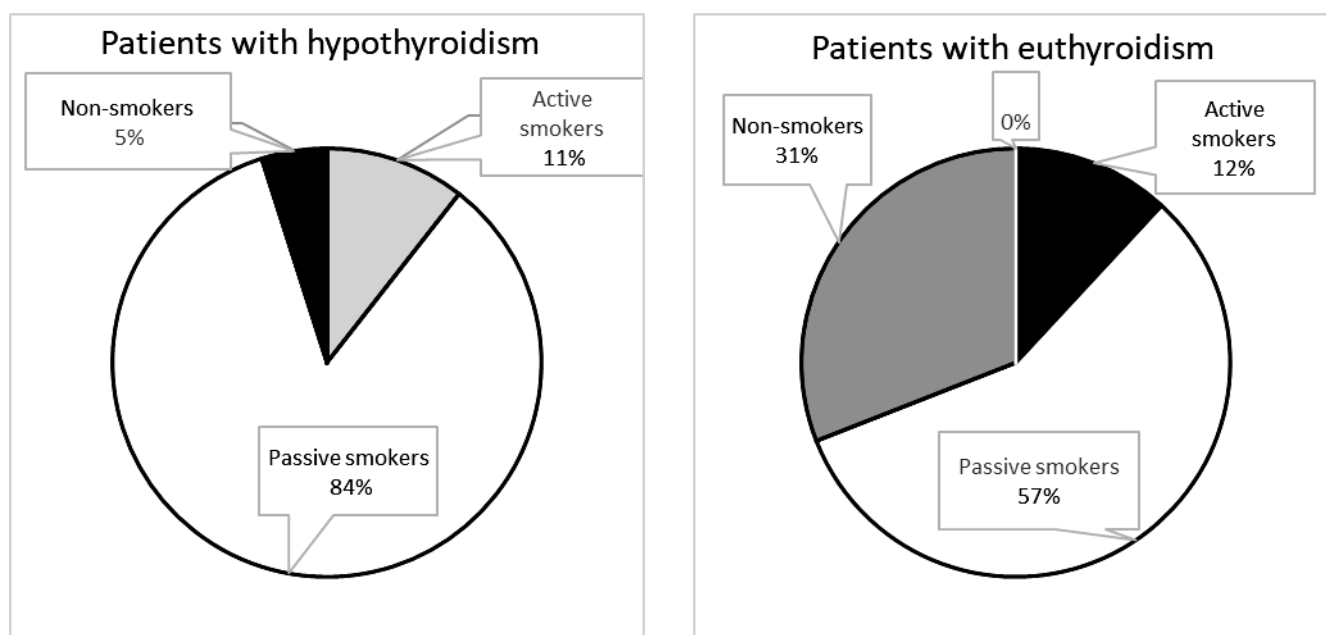 Patients with hypothyroidism
Non-smokers
5%
Active
smokers
11%
Passive smokers
84%
Patients with euthyroidism
0%
Non-smokers
31%
Active
smokers
12%
Passive smokers
57%